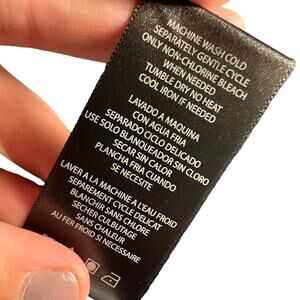 MACHINE WASH COLD
SEPARATELY GENTLE CYCLE
ONLY NON-CHLORINE BLEACH
WHEN NEEDED
TUMBLE DRY NO HEAT
COOL IRON IF NEEDED
LAVADO A MAQUINA
CON AGUA FRIA
SEPARADO CICLO DELICADO
USE SOLO BLANQUEADOR SIN CLORO
SECAR SIN CALOR
PLANCHA FRIA CUANDO
SE NECESITE
LAVER A LA MACHINE A L'EAU FROID
SEPAREMENT CYCLE DELICAT
BLANCHIR SANS CHLORE
SECHER CULBUTAGE
SANS CHALEUR
AU FER FROID SI NECESSAIRE